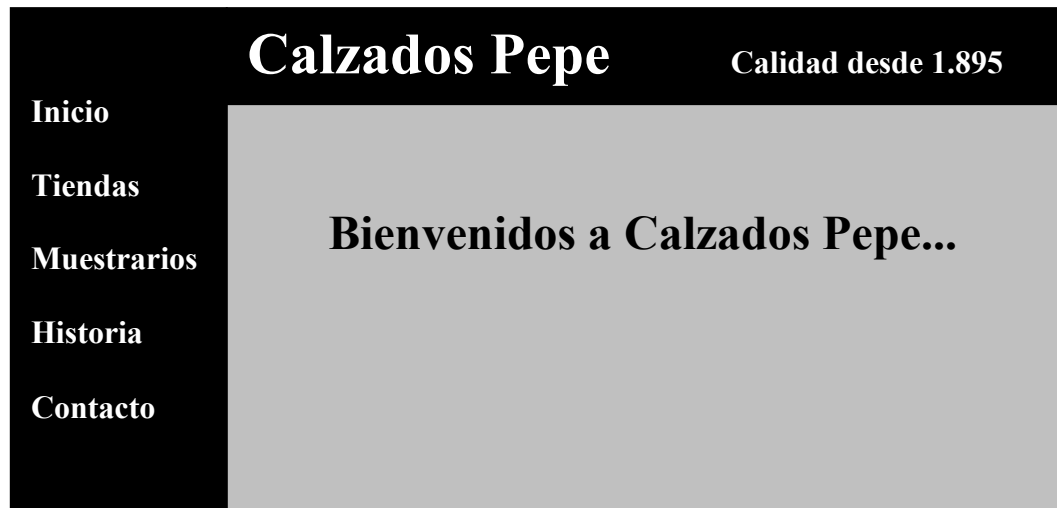 Calzados Pepe Calidad desde 1.895
Inicio
Tiendas
Muestrarios
Historia
Contacto
Bienvenidos a Calzados Pepe...